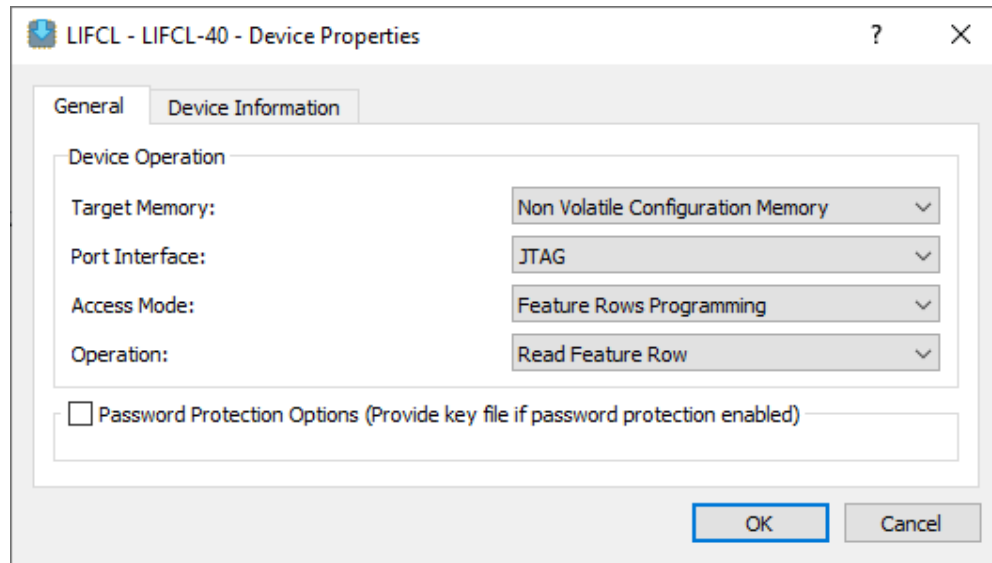 LIFCL - LIFCL-40 - Device Properties ?
General Device Information
Device Operation
Target Memory: Non Volatile Configuration Memory
Port Interface: JTAG
Access Mode: Feature Rows Programming
Operation: Read Feature Row
Password Protection Options (Provide key file if password protection enabled)
OK Cancel